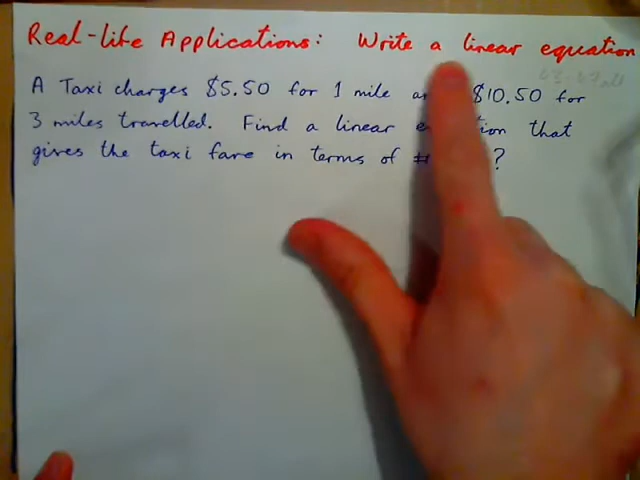 Real-life Applications: Write a linear equation
A Taxi charges $5.50 for 1 mile $10.50 for
3 miles travelled. Find a linear that
gives the taxi fare in terms of # ?